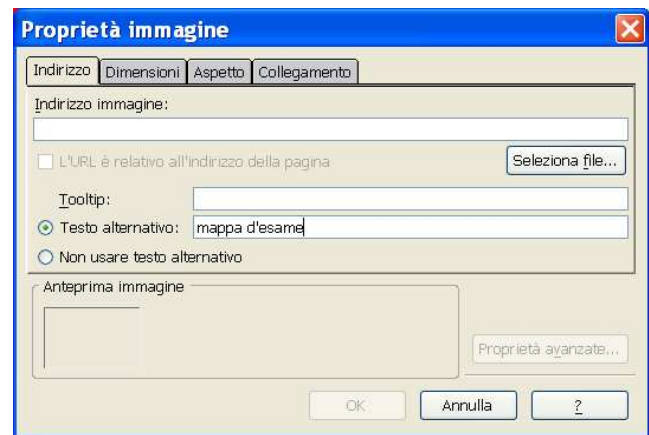 Proprietà immagine
Indirizzo Dimensioni Aspetto Collegamento
Indirizzo immagine:
L'URL è relativo all'indirizzo della pagina
Seleziona file...
Tooltip:
Testo alternativo: mappa d'esame
Non usare testo alternativo
Anteprima immagine
Proprietà avanzate...
OK Annulla ?